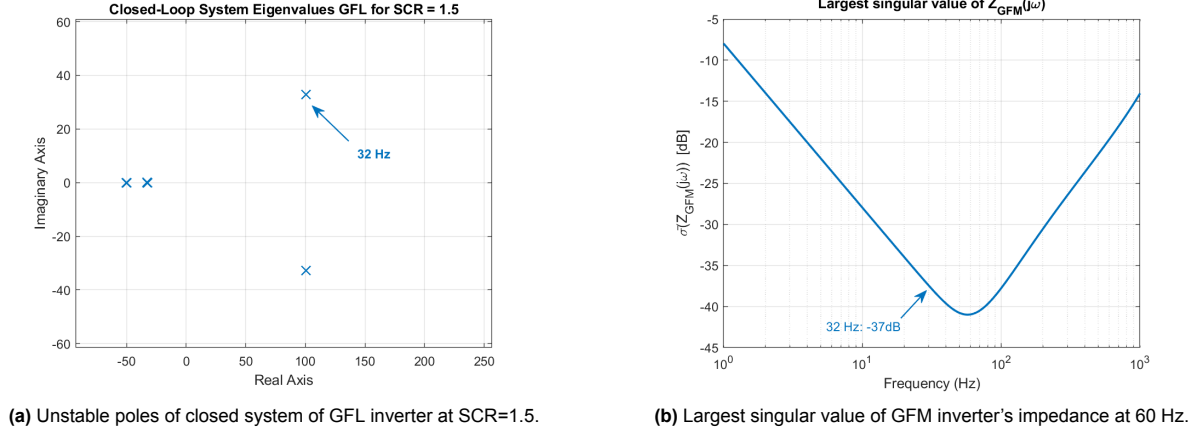 Closed-Loop System Eigenvalues GFL for SCR = 1.5
60
40
20
0
-20
-40
-60
Imaginary Axis
32 Hz
-50 0 50 100 150 200 250
Real Axis
(a) Unstable poles of closed system of GFL inverter at SCR=1.5.
Largest singular value of Z_GFM(jω)
-5
-10
-15
-20
-25
-30
-35
-40
-45
σ̄(Z_GFM(jω)) [dB]
32 Hz: -37dB
10^0 10^1 10^2 10^3
Frequency (Hz)
(b) Largest singular value of GFM inverter's impedance at 60 Hz.